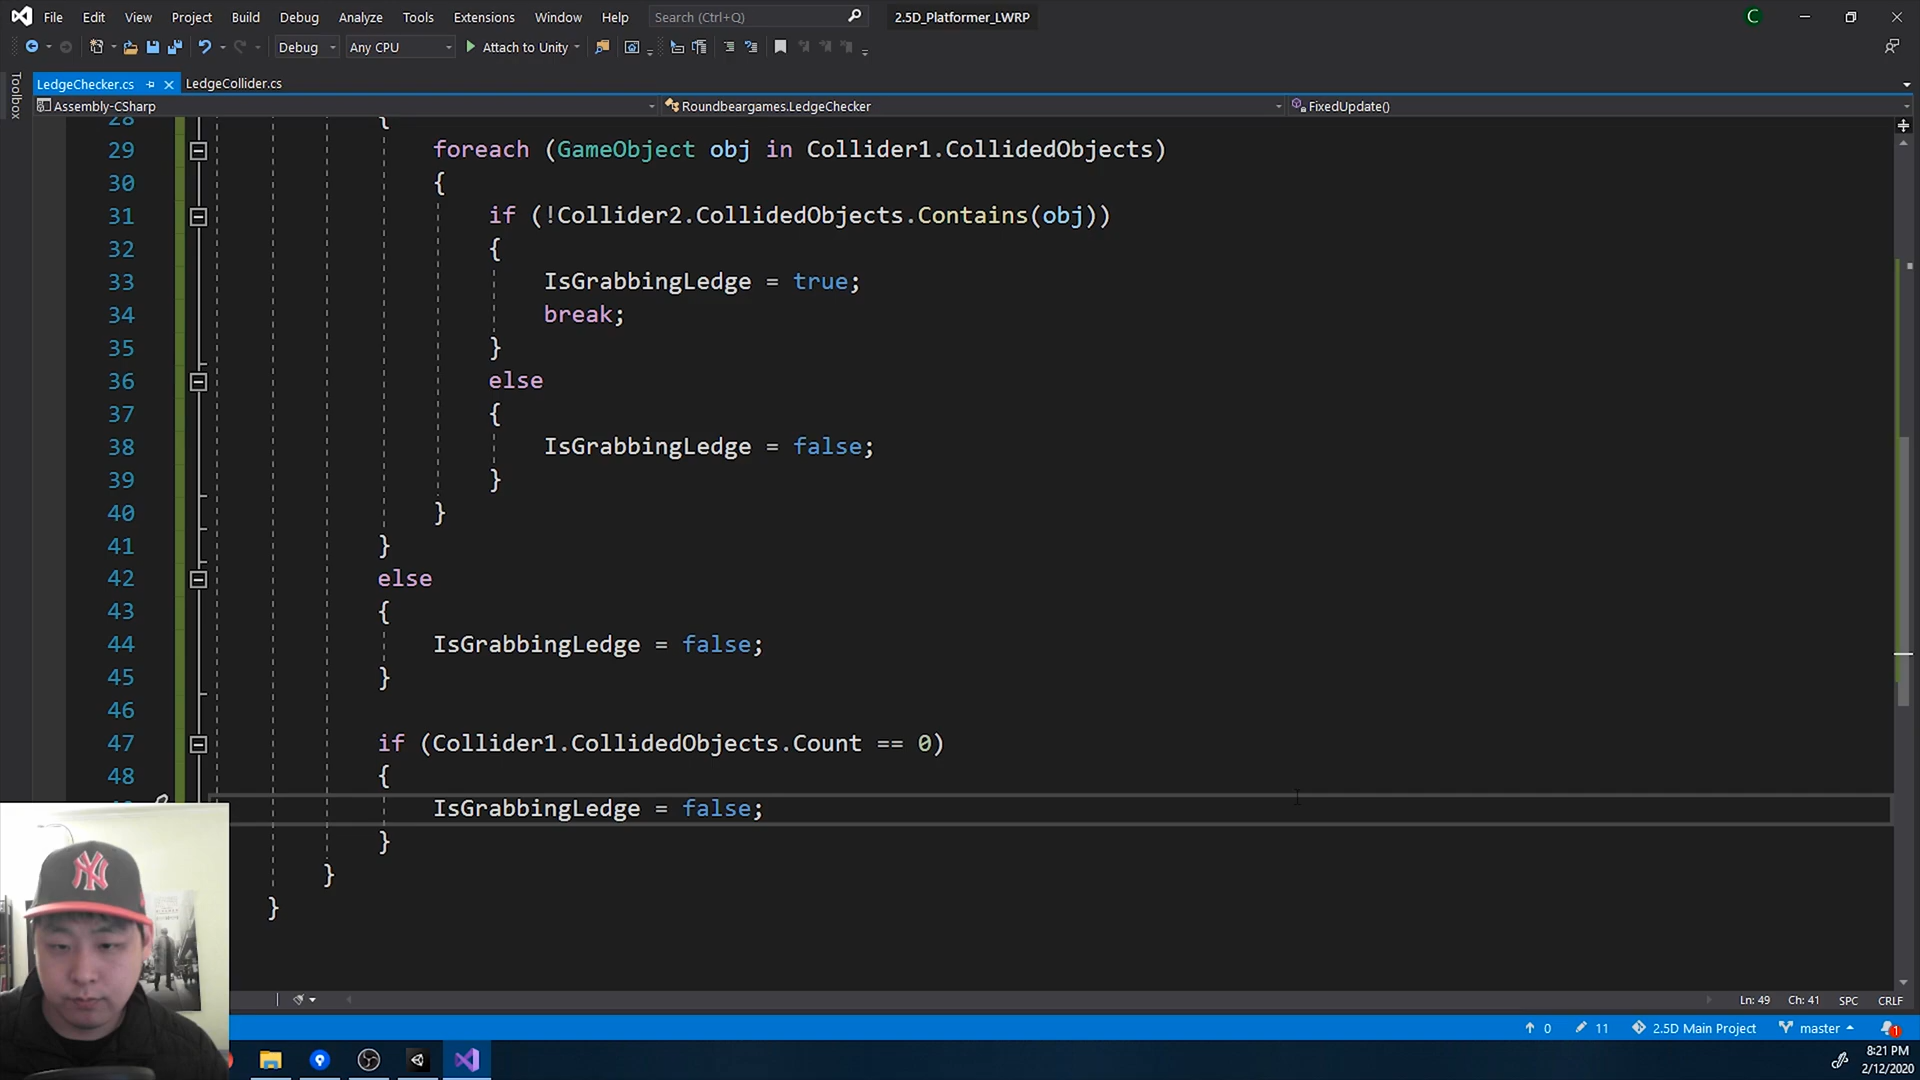 File Edit View Project Build Debug Analyze Tools Extensions Window Help Search (Ctrl+Q) 2.5D_Platformer_LWRP C
Debug Any CPU Attach to Unity
Toolbox
LedgeChecker.cs LedgeCollider.cs
Assembly-CSharp Roundbeargames.LedgeChecker FixedUpdate()
28 {
29 foreach (GameObject obj in Collider1.CollidedObjects)
30 {
31 if (!Collider2.CollidedObjects.Contains(obj))
32 {
33 IsGrabbingLedge = true;
34 break;
35 }
36 else
37 {
38 IsGrabbingLedge = false;
39 }
40 }
41 }
42 else
43 {
44 IsGrabbingLedge = false;
45 }
46
47 if (Collider1.CollidedObjects.Count == 0)
48 {
IsGrabbingLedge = false;
}
}
}
Ln: 49 Ch: 41 SPC CRLF
0 11 2.5D Main Project master 1
8:21 PM
2/12/2020